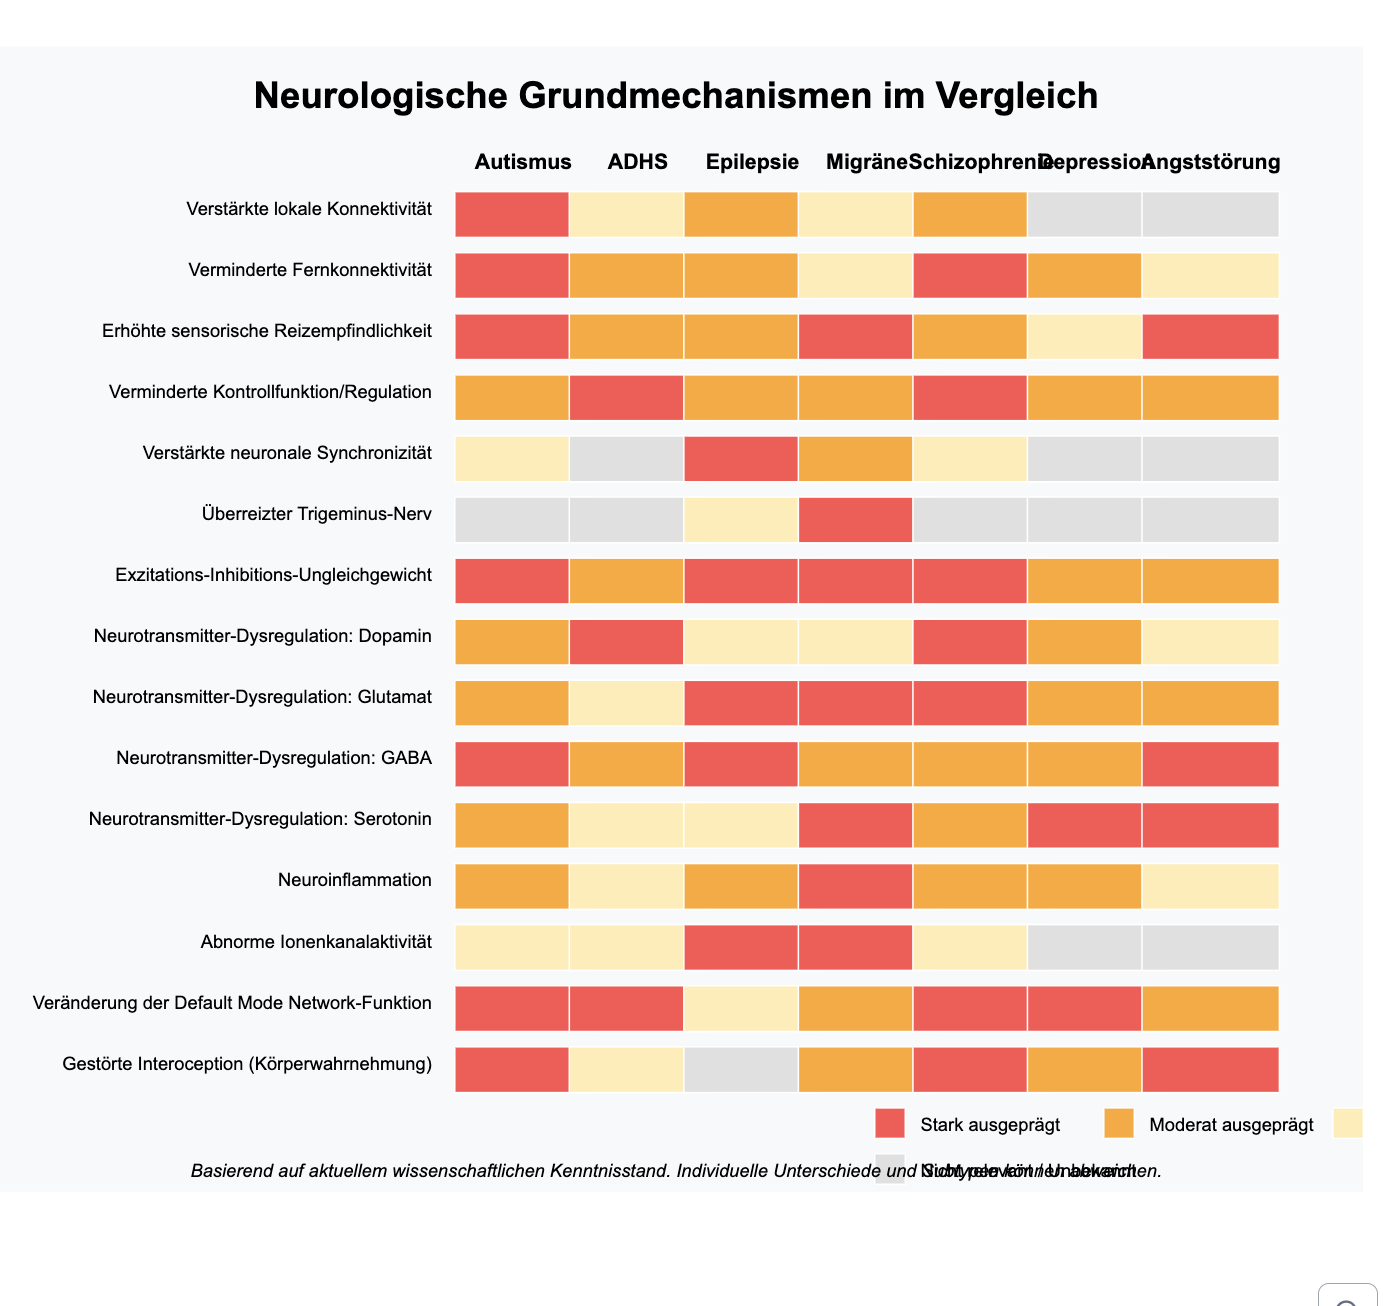 Neurologische Grundmechanismen im Vergleich
Autismus ADHS Epilepsie Migräne Schizophrenie Depression Angststörung
Verstärkte lokale Konnektivität
Verminderte Fernkonnektivität
Erhöhte sensorische Reizempfindlichkeit
Verminderte Kontrollfunktion/Regulation
Verstärkte neuronale Synchronizität
Überreizter Trigeminus-Nerv
Exzitations-Inhibitions-Ungleichgewicht
Neurotransmitter-Dysregulation: Dopamin
Neurotransmitter-Dysregulation: Glutamat
Neurotransmitter-Dysregulation: GABA
Neurotransmitter-Dysregulation: Serotonin
Neuroinflammation
Abnorme Ionenkanalaktivität
Veränderung der Default Mode Network-Funktion
Gestörte Interoception (Körperwahrnehmung)
Stark ausgeprägt Moderat ausgeprägt
Nicht relevant / Unbekannt
Basierend auf aktuellem wissenschaftlichen Kenntnisstand. Individuelle Unterschiede und Subtypen können abweichen.